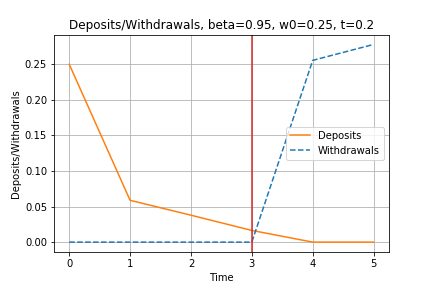 Deposits/Withdrawals, beta=0.95, w0=0.25, t=0.2
Deposits/Withdrawals
0.25
0.20
0.15
0.10
0.05
0.00
Deposits
Withdrawals
0 1 2 3 4 5
Time